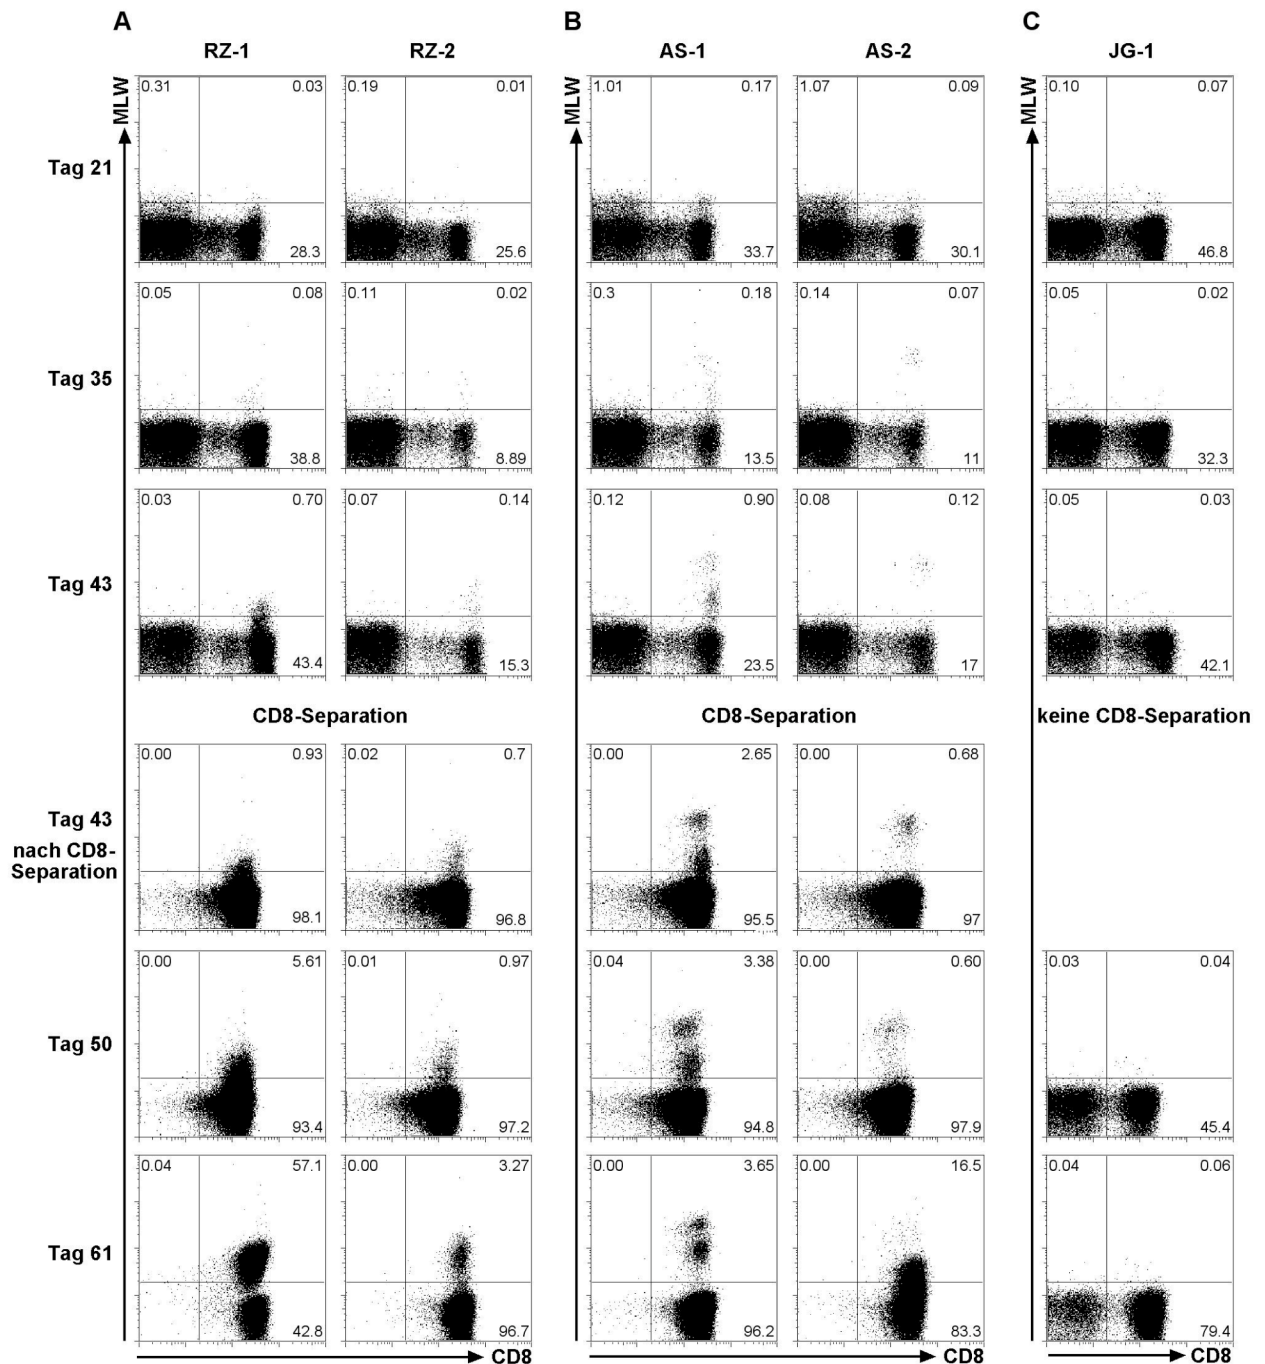 A B C
RZ-1 RZ-2 AS-1 AS-2 JG-1
MLW MLW MLW
0.31 0.03 0.19 0.01 1.01 0.17 1.07 0.09 0.10 0.07
Tag 21
28.3 25.6 33.7 30.1 46.8
0.05 0.08 0.11 0.02 0.3 0.18 0.14 0.07 0.05 0.02
Tag 35
38.8 8.89 13.5 11 32.3
0.03 0.70 0.07 0.14 0.12 0.90 0.08 0.12 0.05 0.03
Tag 43
43.4 15.3 23.5 17 42.1
CD8-Separation CD8-Separation keine CD8-Separation
0.00 0.93 0.02 0.7 2.65 0.00 0.68
Tag 43
nach CD8-
Separation
98.1 96.8 95.5 97
0.00 5.61 0.01 0.97 0.04 3.38 0.00 0.60 0.03 0.04
Tag 50
93.4 97.2 94.8 97.9 45.4
0.04 57.1 0.00 3.27 0.00 3.65 0.00 16.5 0.04 0.06
Tag 61
42.8 96.7 96.2 83.3 79.4
CD8 CD8 CD8